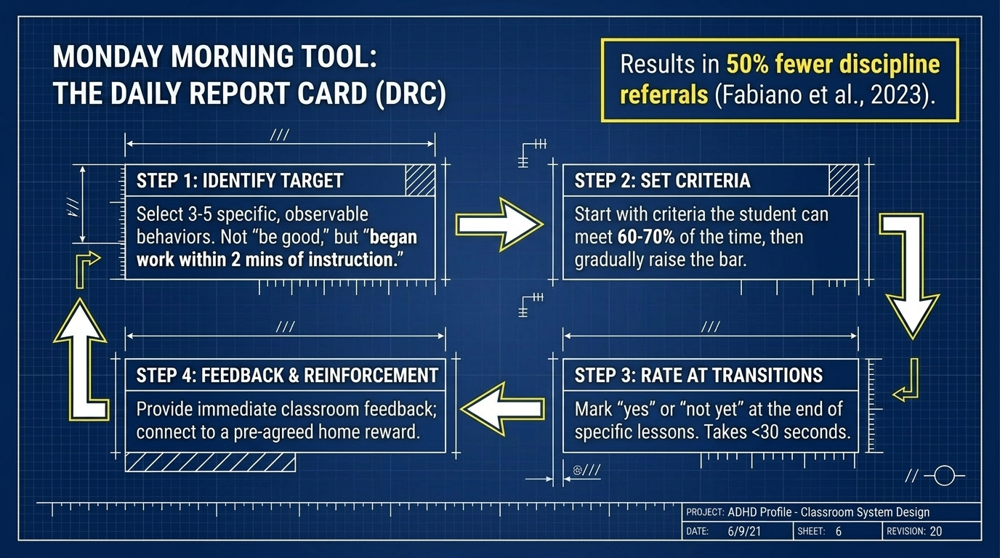 MONDAY MORNING TOOL:
THE DAILY REPORT CARD (DRC)
Results in 50% fewer discipline
referrals (Fabiano et al., 2023).
STEP 1: IDENTIFY TARGET
Select 3-5 specific, observable
behaviors. Not “be good,” but “began
work within 2 mins of instruction.”
STEP 2: SET CRITERIA
Start with criteria the student can
meet 60-70% of the time, then
gradually raise the bar.
STEP 4: FEEDBACK & REINFORCEMENT
Provide immediate classroom feedback;
connect to a pre-agreed home reward.
STEP 3: RATE AT TRANSITIONS
Mark “yes” or “not yet” at the end of
specific lessons. Takes <30 seconds.
PROJECT: ADHD Profile - Classroom System Design
DATE: 6/9/21 SHEET: 6 REVISION: 20